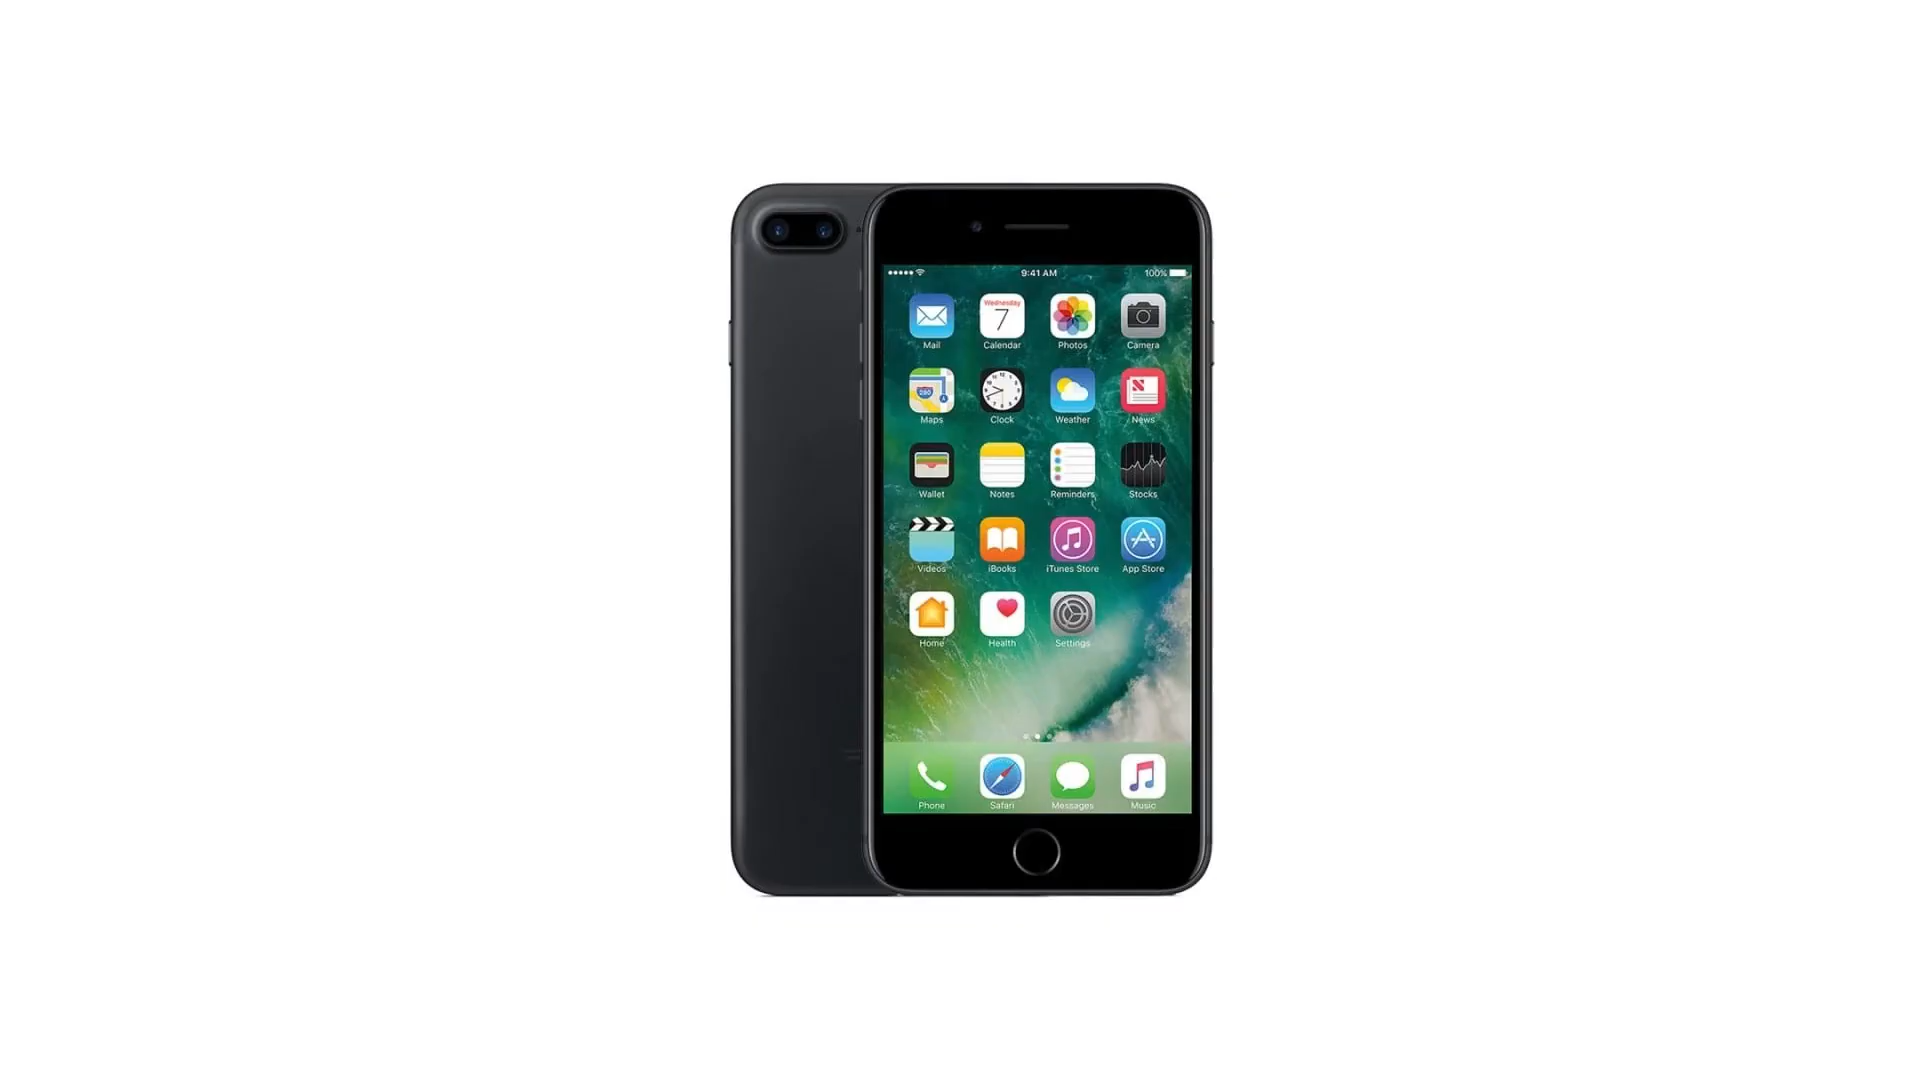 9:41 AM 100%
Wednesday
7
Mail Calendar Photos Camera
280
Maps Clock Weather News
Wallet Notes Reminders Stocks
Videos iBooks iTunes Store App Store
Home Health Settings
Phone Safari Messages Music